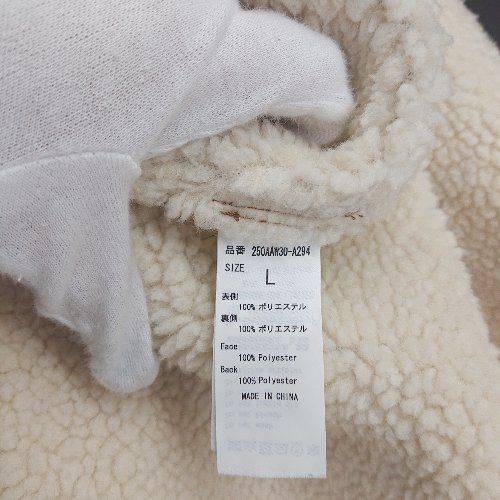 品番 250AAW30-A294
SIZE
L
表側
100% ポリエステル
裏側
100% ポリエステル
Face
100% Polyester
Back
100% Polyester
MADE IN CHINA